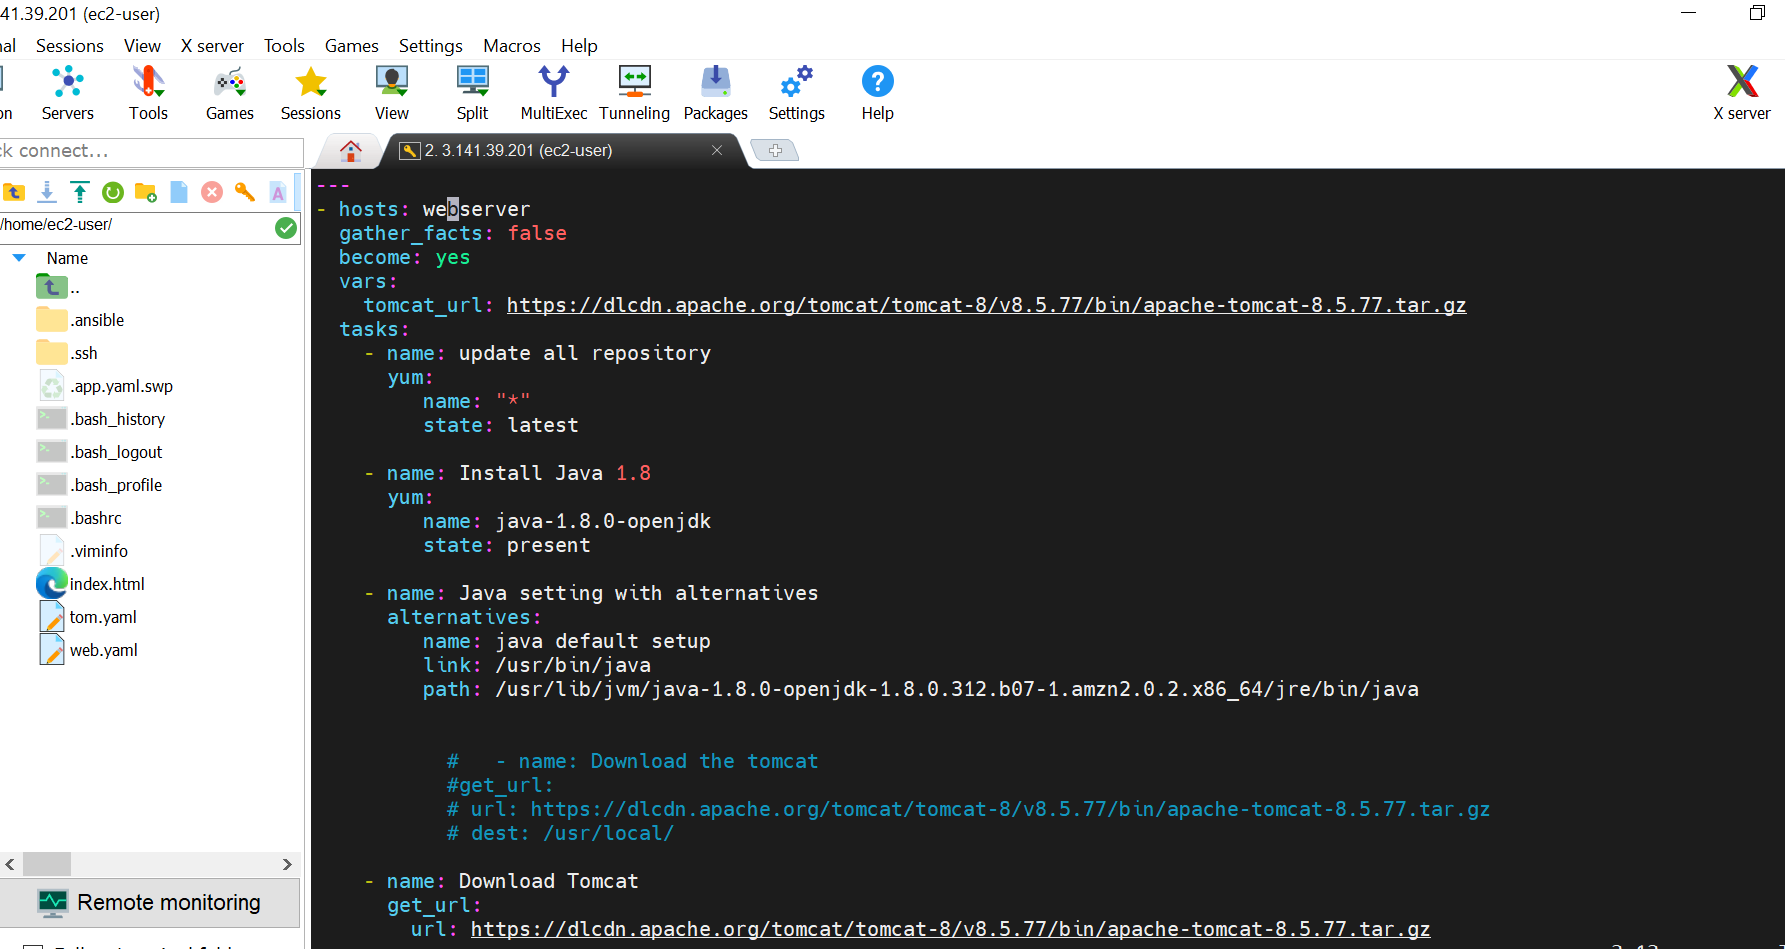 41.39.201 (ec2-user)
al Sessions View X server Tools Games Settings Macros Help
on Servers Tools Games Sessions View Split MultiExec Tunneling Packages Settings Help X server
ck connect...
2. 3.141.39.201 (ec2-user)
/home/ec2-user/
Name
..
.ansible
.ssh
.app.yaml.swp
.bash_history
.bash_logout
.bash_profile
.bashrc
.viminfo
index.html
tom.yaml
web.yaml
Remote monitoring
---
- hosts: webserver
gather_facts: false
become: yes
vars:
tomcat_url: https://dlcdn.apache.org/tomcat/tomcat-8/v8.5.77/bin/apache-tomcat-8.5.77.tar.gz
tasks:
- name: update all repository
yum:
name: "*"
state: latest
- name: Install Java 1.8
yum:
name: java-1.8.0-openjdk
state: present
- name: Java setting with alternatives
alternatives:
name: java default setup
link: /usr/bin/java
path: /usr/lib/jvm/java-1.8.0-openjdk-1.8.0.312.b07-1.amzn2.0.2.x86_64/jre/bin/java
# - name: Download the tomcat
#get_url:
# url: https://dlcdn.apache.org/tomcat/tomcat-8/v8.5.77/bin/apache-tomcat-8.5.77.tar.gz
# dest: /usr/local/
- name: Download Tomcat
get_url:
url: https://dlcdn.apache.org/tomcat/tomcat-8/v8.5.77/bin/apache-tomcat-8.5.77.tar.gz